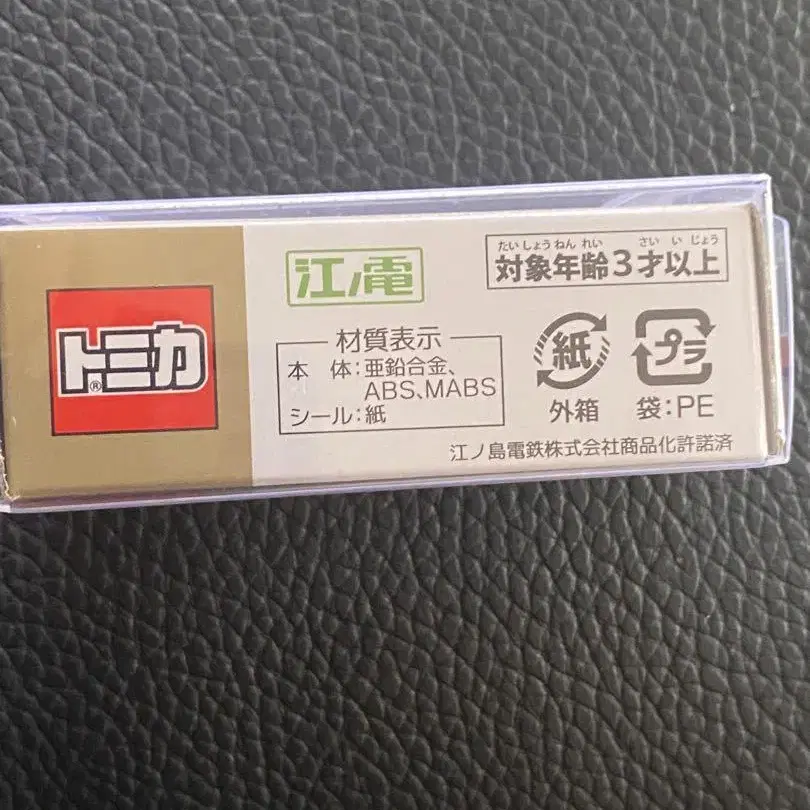 トミカ®
江ノ電
たいしょうねんれい さいいじょう
対象年齢3才以上
材質表示
本 体:亜鉛合金、
ABS、MABS
シール:紙
紙
外箱
プラ
袋:PE
江ノ島電鉄株式会社商品化許諾済